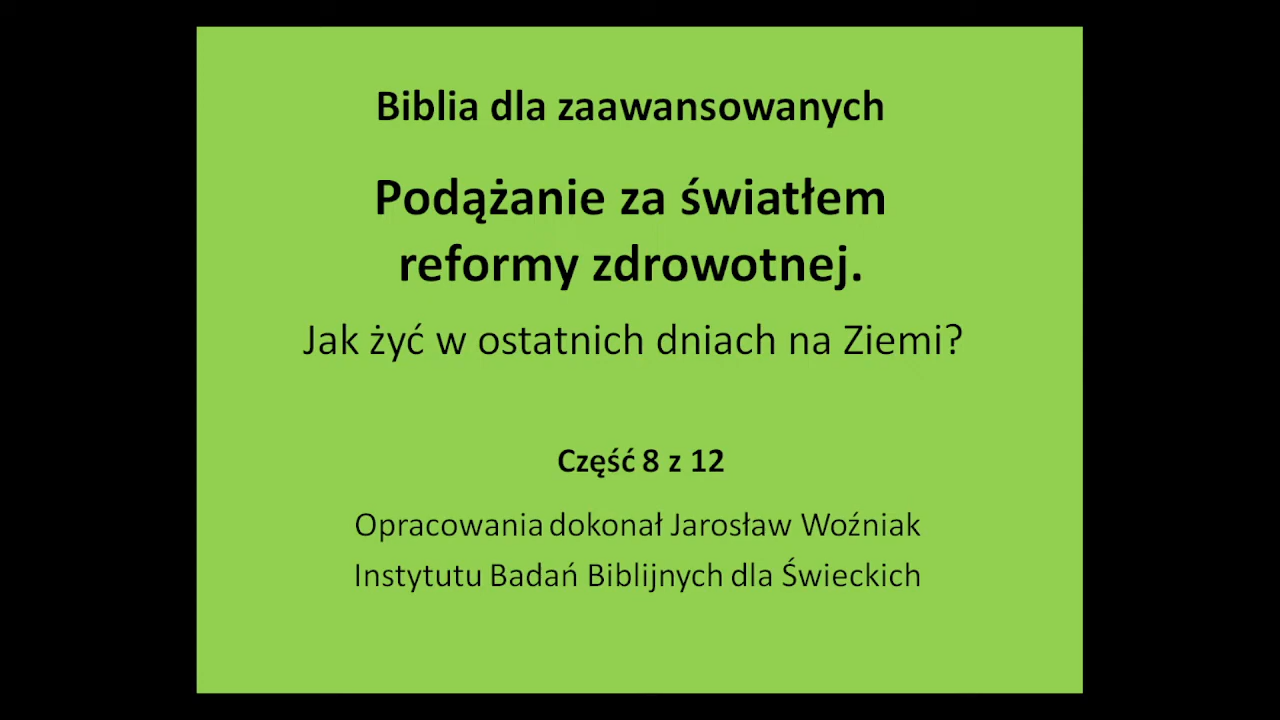 Biblia dla zaawansowanych
Podążanie za światłem
reformy zdrowotnej.
Jak żyć w ostatnich dniach na Ziemi?
Część 8 z 12
Opracowania dokonał Jarosław Woźniak
Instytutu Badań Biblijnych dla Świeckich